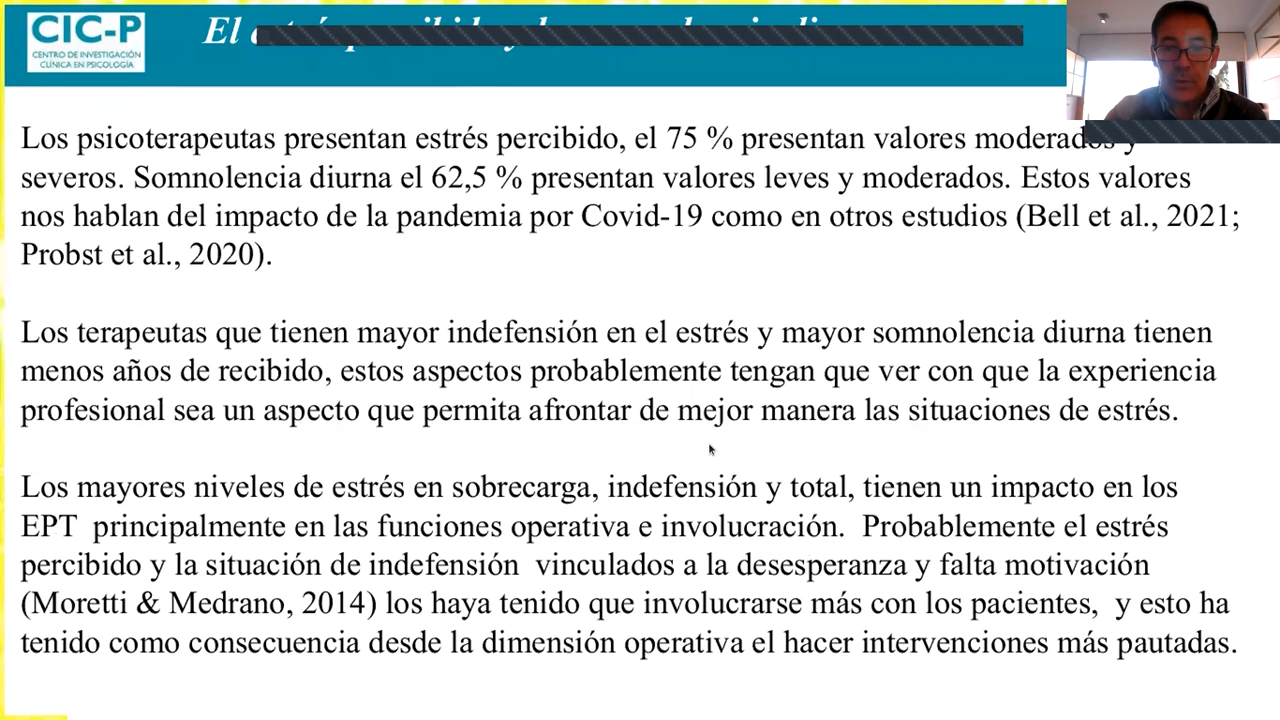 CIC-P
CENTRO DE INVESTIGACIÓN
CLÍNICA EN PSICOLOGÍA
El
Los psicoterapeutas presentan estrés percibido, el 75 % presentan valores moderados y
severos. Somnolencia diurna el 62,5 % presentan valores leves y moderados. Estos valores
nos hablan del impacto de la pandemia por Covid-19 como en otros estudios (Bell et al., 2021;
Probst et al., 2020).
Los terapeutas que tienen mayor indefensión en el estrés y mayor somnolencia diurna tienen
menos años de recibido, estos aspectos probablemente tengan que ver con que la experiencia
profesional sea un aspecto que permita afrontar de mejor manera las situaciones de estrés.
Los mayores niveles de estrés en sobrecarga, indefensión y total, tienen un impacto en los
EPT  principalmente en las funciones operativa e involucración.  Probablemente el estrés
percibido y la situación de indefensión  vinculados a la desesperanza y falta motivación
(Moretti & Medrano, 2014) los haya tenido que involucrarse más con los pacientes,  y esto ha
tenido como consecuencia desde la dimensión operativa el hacer intervenciones más pautadas.